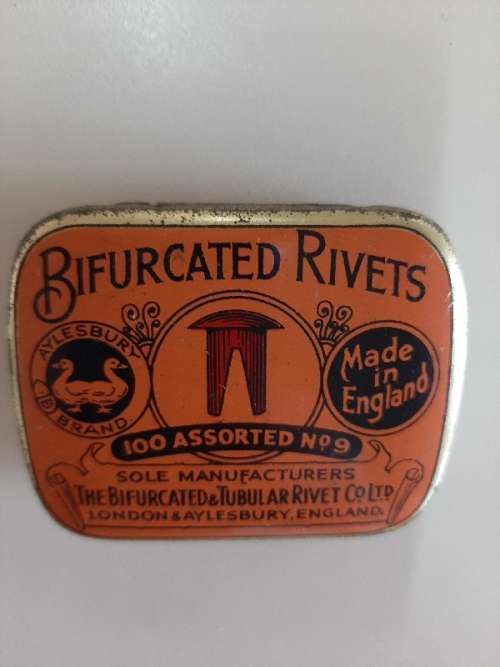 BIFURCATED RIVETS
AYLESBURY
B
BRAND
Made
in
England
100 ASSORTED Nº 9
SOLE MANUFACTURERS
THE BIFURCATED & TUBULAR RIVET Cº LTD
LONDON & AYLESBURY, ENGLAND.